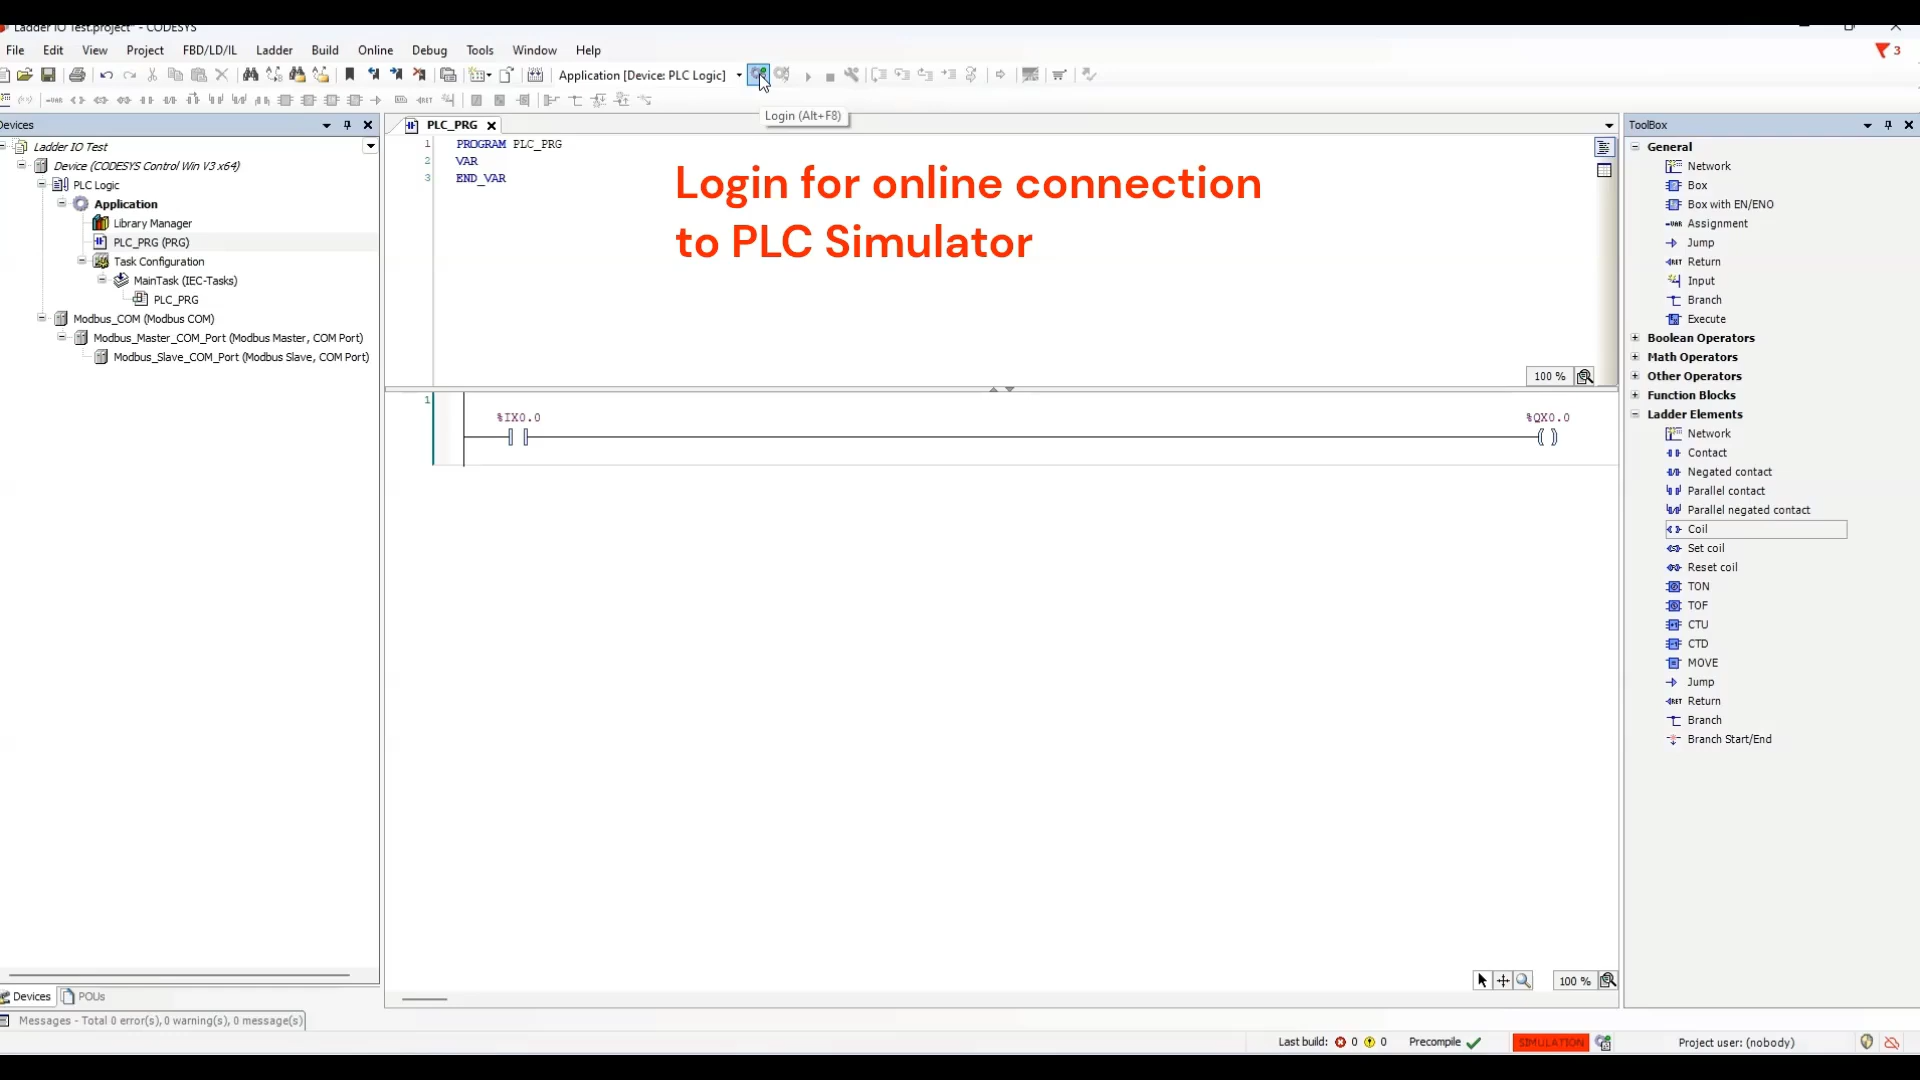 Ladder IO Test.project* - CODESYS
File Edit View Project FBD/LD/IL Ladder Build Online Debug Tools Window Help
3
Application [Device: PLC Logic]
Login (Alt+F8)
Devices
Ladder IO Test
Device (CODESYS Control Win V3 x64)
PLC Logic
Application
Library Manager
PLC_PRG (PRG)
Task Configuration
MainTask (IEC-Tasks)
PLC_PRG
Modbus_COM (Modbus COM)
Modbus_Master_COM_Port (Modbus Master, COM Port)
Modbus_Slave_COM_Port (Modbus Slave, COM Port)
Devices POUs
Messages - Total 0 error(s), 0 warning(s), 0 message(s)
PLC_PRG
1 PROGRAM PLC_PRG
2 VAR
3 END_VAR
Login for online connection
to PLC Simulator
100 %
1
%IX0.0 %QX0.0
100 %
ToolBox
General
Network
Box
Box with EN/ENO
Assignment
Jump
Return
Input
Branch
Execute
Boolean Operators
Math Operators
Other Operators
Function Blocks
Ladder Elements
Network
Contact
Negated contact
Parallel contact
Parallel negated contact
Coil
Set coil
Reset coil
TON
TOF
CTU
CTD
MOVE
Jump
Return
Branch
Branch Start/End
Last build: 0 0 Precompile SIMULATION Project user: (nobody)